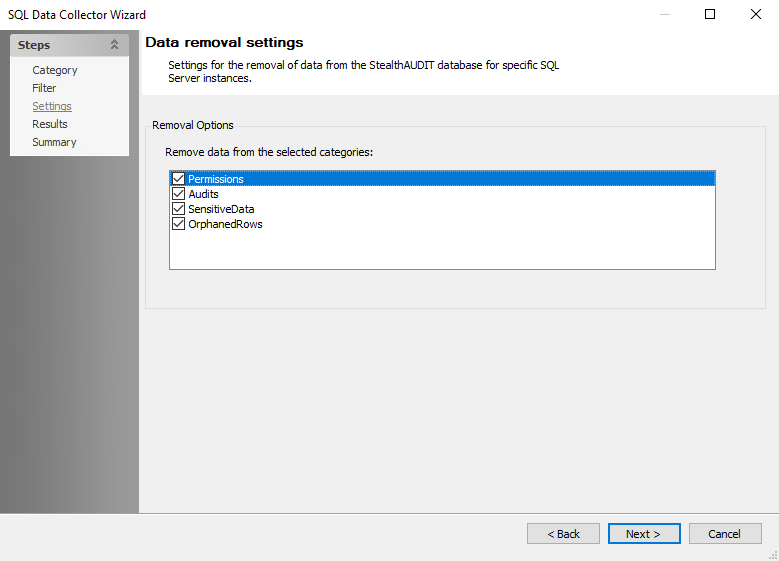 SQL Data Collector Wizard
Steps
Category
Filter
Settings
Results
Summary
Data removal settings
Settings for the removal of data from the StealthAUDIT database for specific SQL
Server instances.
Removal Options
Remove data from the selected categories:
Permissions
Audits
SensitiveData
OrphanedRows
< Back
Next >
Cancel